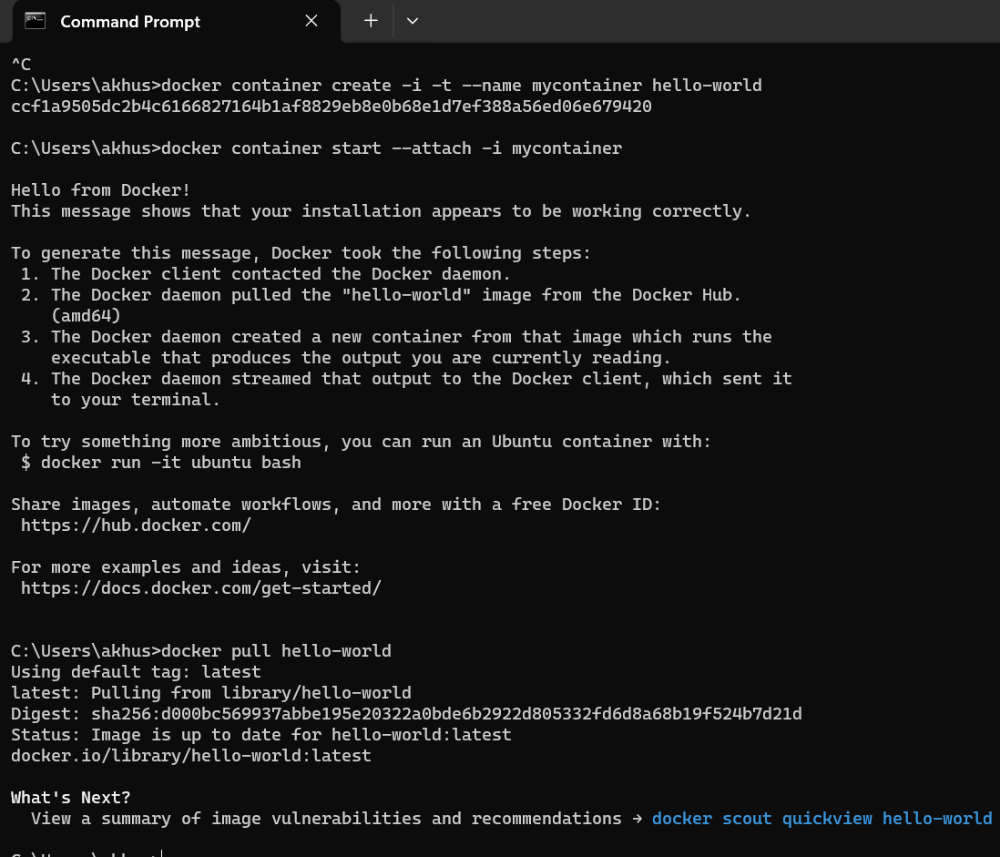 Command Prompt
^C
C:\Users\akhus>docker container create -i -t --name mycontainer hello-world
ccf1a9505dc2b4c6166827164b1af8829eb8e0b68e1d7ef388a56ed06e679420
C:\Users\akhus>docker container start --attach -i mycontainer
Hello from Docker!
This message shows that your installation appears to be working correctly.
To generate this message, Docker took the following steps:
1. The Docker client contacted the Docker daemon.
2. The Docker daemon pulled the "hello-world" image from the Docker Hub.
(amd64)
3. The Docker daemon created a new container from that image which runs the
executable that produces the output you are currently reading.
4. The Docker daemon streamed that output to the Docker client, which sent it
to your terminal.
To try something more ambitious, you can run an Ubuntu container with:
$ docker run -it ubuntu bash
Share images, automate workflows, and more with a free Docker ID:
https://hub.docker.com/
For more examples and ideas, visit:
https://docs.docker.com/get-started/
C:\Users\akhus>docker pull hello-world
Using default tag: latest
latest: Pulling from library/hello-world
Digest: sha256:d000bc569937abbe195e20322a0bde6b2922d805332fd6d8a68b19f524b7d21d
Status: Image is up to date for hello-world:latest
docker.io/library/hello-world:latest
What's Next?
View a summary of image vulnerabilities and recommendations → docker scout quickview hello-world